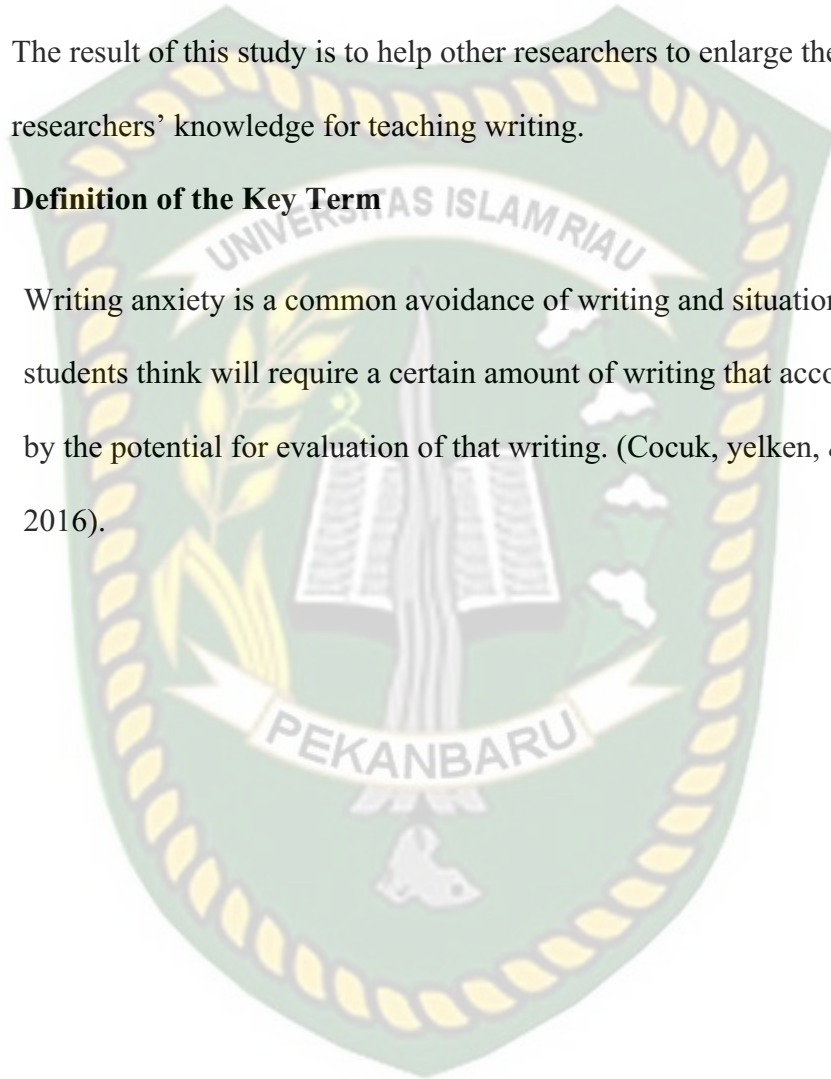 The result of this study is to help other researchers to enlarge the
researchers’ knowledge for teaching writing.
Definition of the Key Term
UNIVERSITAS ISLAM RIAU
Writing anxiety is a common avoidance of writing and situation
students think will require a certain amount of writing that acco
by the potential for evaluation of that writing. (Cocuk, yelken,
2016).
PEKANBARU